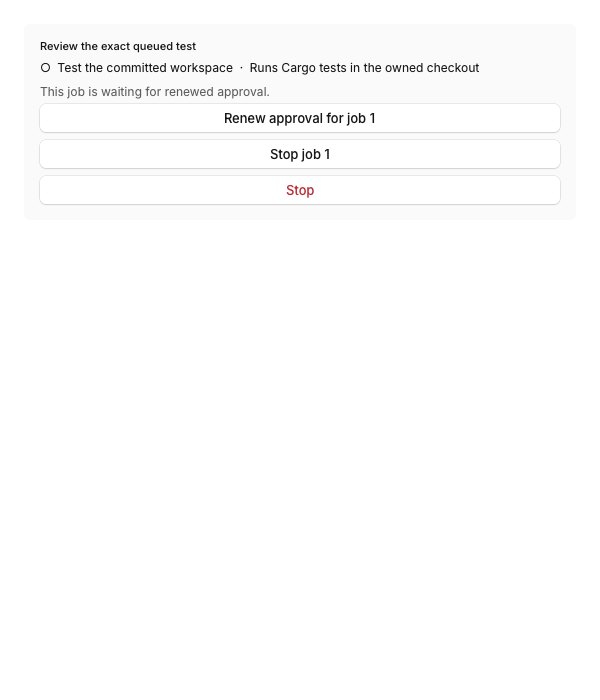 Review the exact queued test
Test the committed workspace · Runs Cargo tests in the owned checkout
This job is waiting for renewed approval.
Renew approval for job 1
Stop job 1
Stop